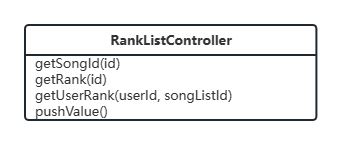 RankListController
getSongId(id)
getRank(id)
getUserRank(userId, songListId)
pushValue()